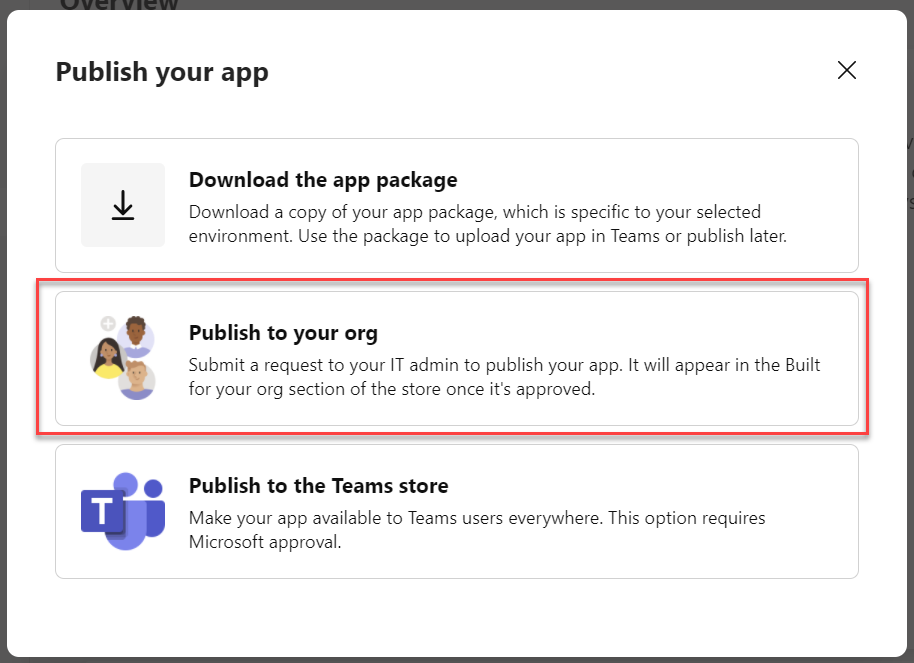 Overview
Publish your app
Download the app package
Download a copy of your app package, which is specific to your selected
environment. Use the package to upload your app in Teams or publish later.
Publish to your org
Submit a request to your IT admin to publish your app. It will appear in the Built
for your org section of the store once it's approved.
T
Publish to the Teams store
Make your app available to Teams users everywhere. This option requires
Microsoft approval.